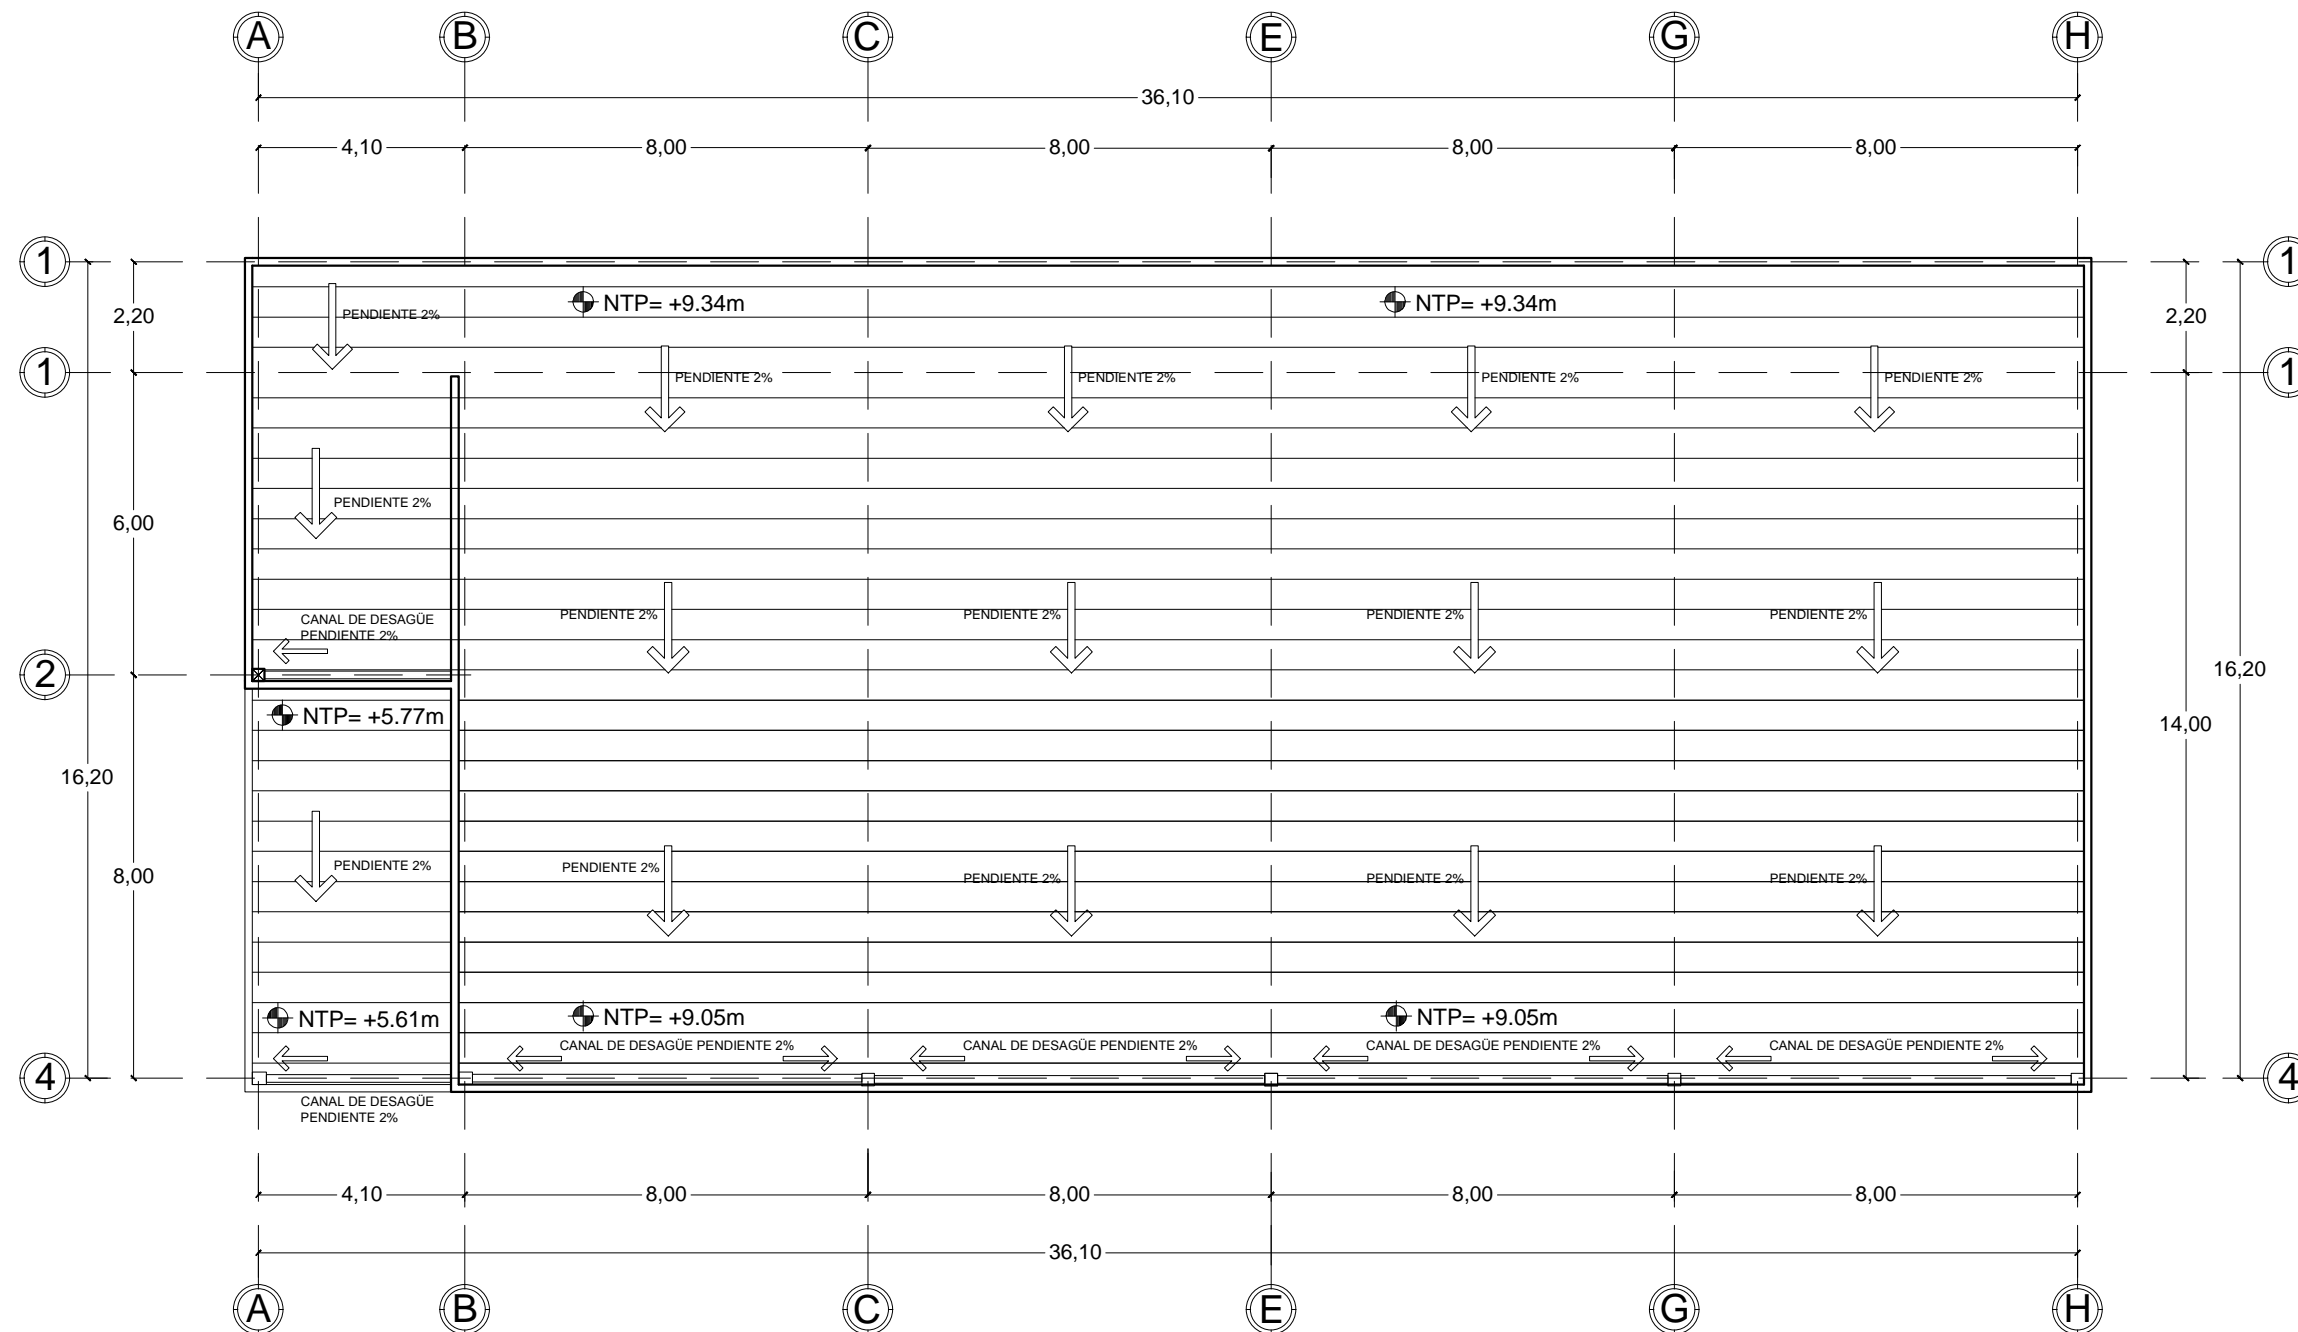 A B C E G H
36,10
4,10 8,00 8,00 8,00 8,00
1 1
NTP= +9.34m NTP= +9.34m
2,20 PENDIENTE 2% 2,20
1 PENDIENTE 2% PENDIENTE 2% PENDIENTE 2% PENDIENTE 2% 1
PENDIENTE 2%
6,00
PENDIENTE 2% PENDIENTE 2% PENDIENTE 2% PENDIENTE 2%
CANAL DE DESAGÜE
PENDIENTE 2%
2 16,20
NTP= +5.77m 14,00
16,20
PENDIENTE 2% PENDIENTE 2% PENDIENTE 2% PENDIENTE 2% PENDIENTE 2%
8,00
NTP= +5.61m NTP= +9.05m NTP= +9.05m
CANAL DE DESAGÜE PENDIENTE 2% CANAL DE DESAGÜE PENDIENTE 2% CANAL DE DESAGÜE PENDIENTE 2% CANAL DE DESAGÜE PENDIENTE 2%
4 4
CANAL DE DESAGÜE
PENDIENTE 2%
4,10 8,00 8,00 8,00 8,00
36,10
A B C E G H